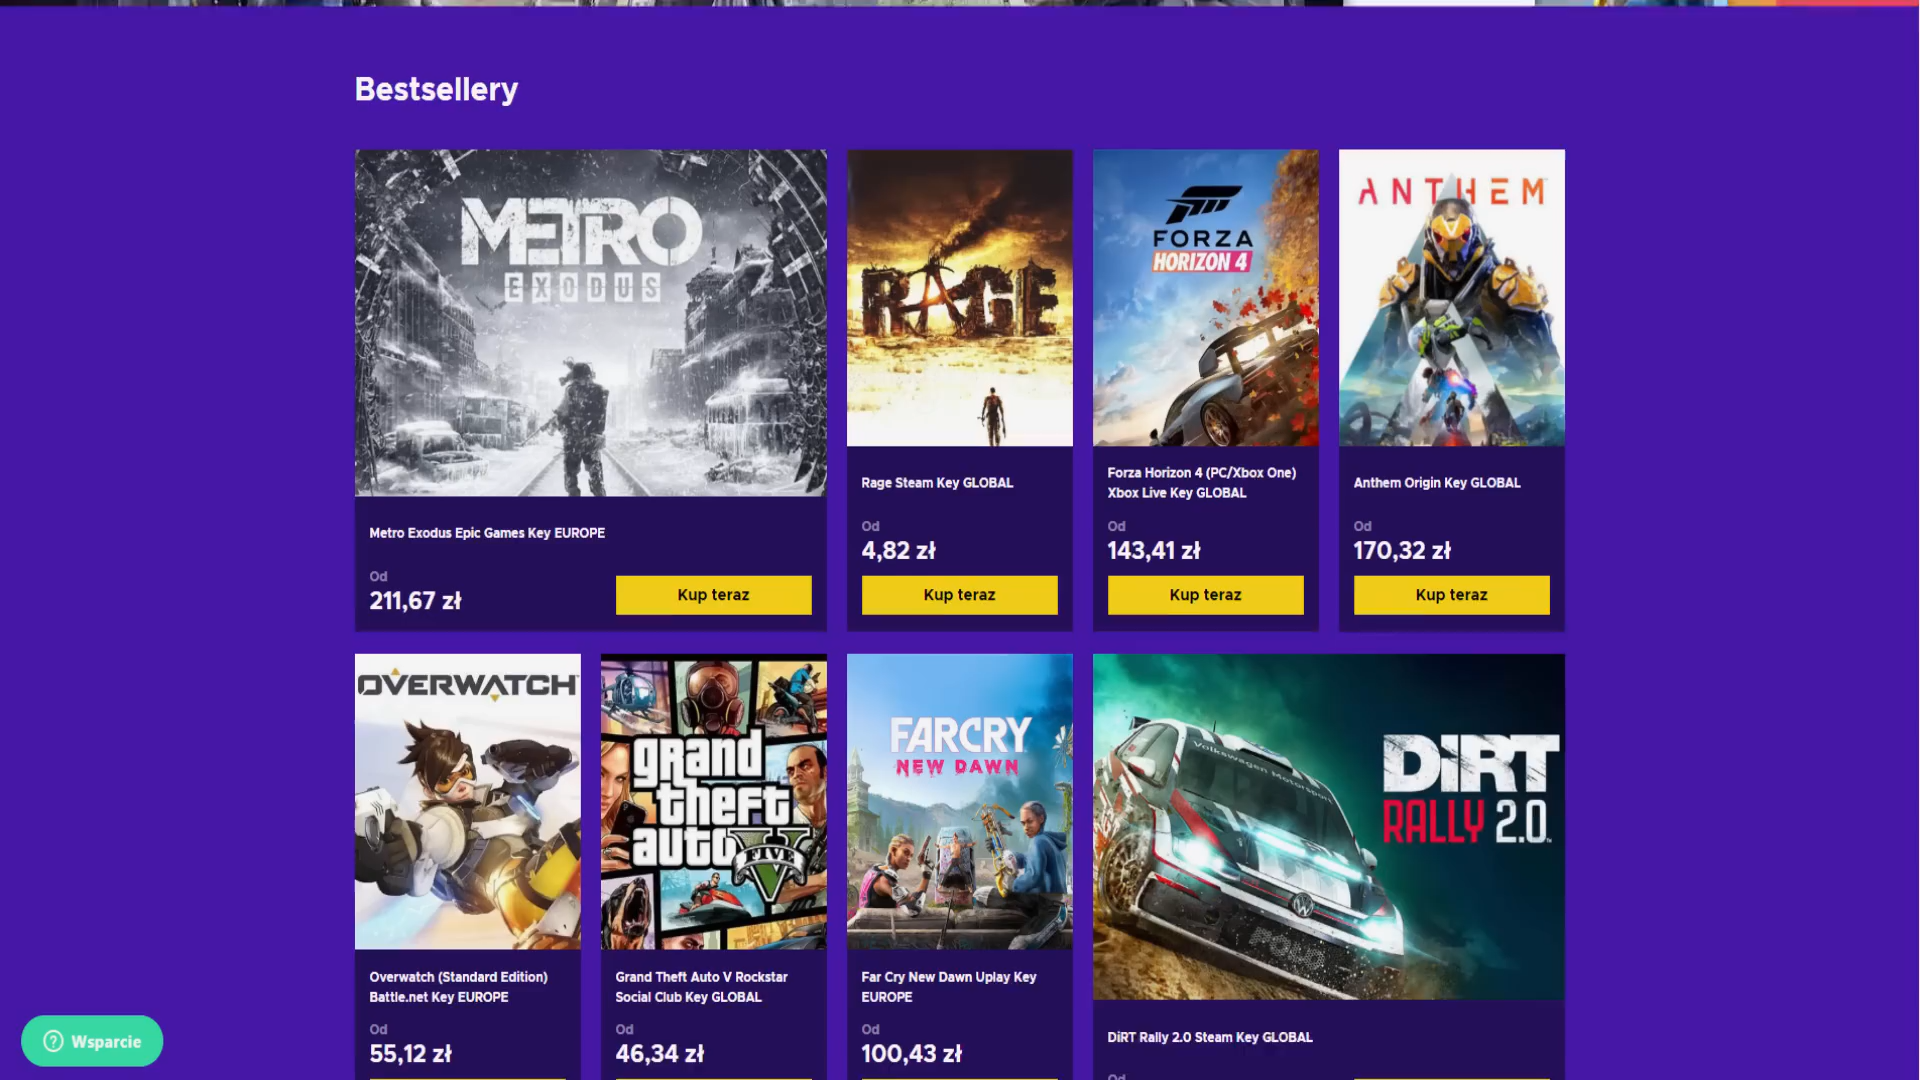 Bestsellery
METRO
EXODUS
Metro Exodus Epic Games Key EUROPE
Od
211,67 zł
Kup teraz
RAGE
Rage Steam Key GLOBAL
Od
4,82 zł
Kup teraz
FORZA
HORIZON 4
Forza Horizon 4 (PC/Xbox One)
Xbox Live Key GLOBAL
Od
143,41 zł
Kup teraz
ANTHEM
Anthem Origin Key GLOBAL
Od
170,32 zł
Kup teraz
OVERWATCH
Overwatch (Standard Edition)
Battle.net Key EUROPE
Od
55,12 zł
grand
theft
auto
FIVE
V
Grand Theft Auto V Rockstar
Social Club Key GLOBAL
Od
46,34 zł
FARCRY
NEW DAWN
Far Cry New Dawn Uplay Key
EUROPE
Od
100,43 zł
Volkswagen Motorsport
POLO
DiRT
RALLY 2.0
DiRT Rally 2.0 Steam Key GLOBAL
Od
Wsparcie